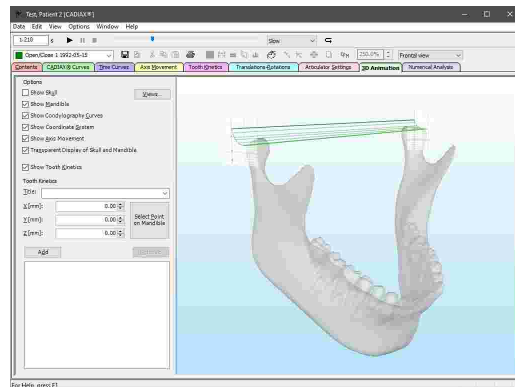 Test, Patient 2 [CADIAX®]
Data Edit View Options Window Help
1-210 s Slow
Open/Close 1 1992-05-15 250.0% Frontal view
Contents CADIAX® Curves Time Curves Axis Movement Tooth Kinetics Translations-Rotations Articulator Settings 3D Animation Numerical Analysis
Options
Show Skull Views...
Show Mandible
Show Condylography Curves
Show Coordinate System
Show Axis Movement
Transparent Display of Skull and Mandible
Show Tooth Kinetics
Tooth Kinetics
Title:
X [mm]: 0.00
Y [mm]: 0.00 Select Point on Mandible
Z [mm]: 0.00
Add
For Help, press F1